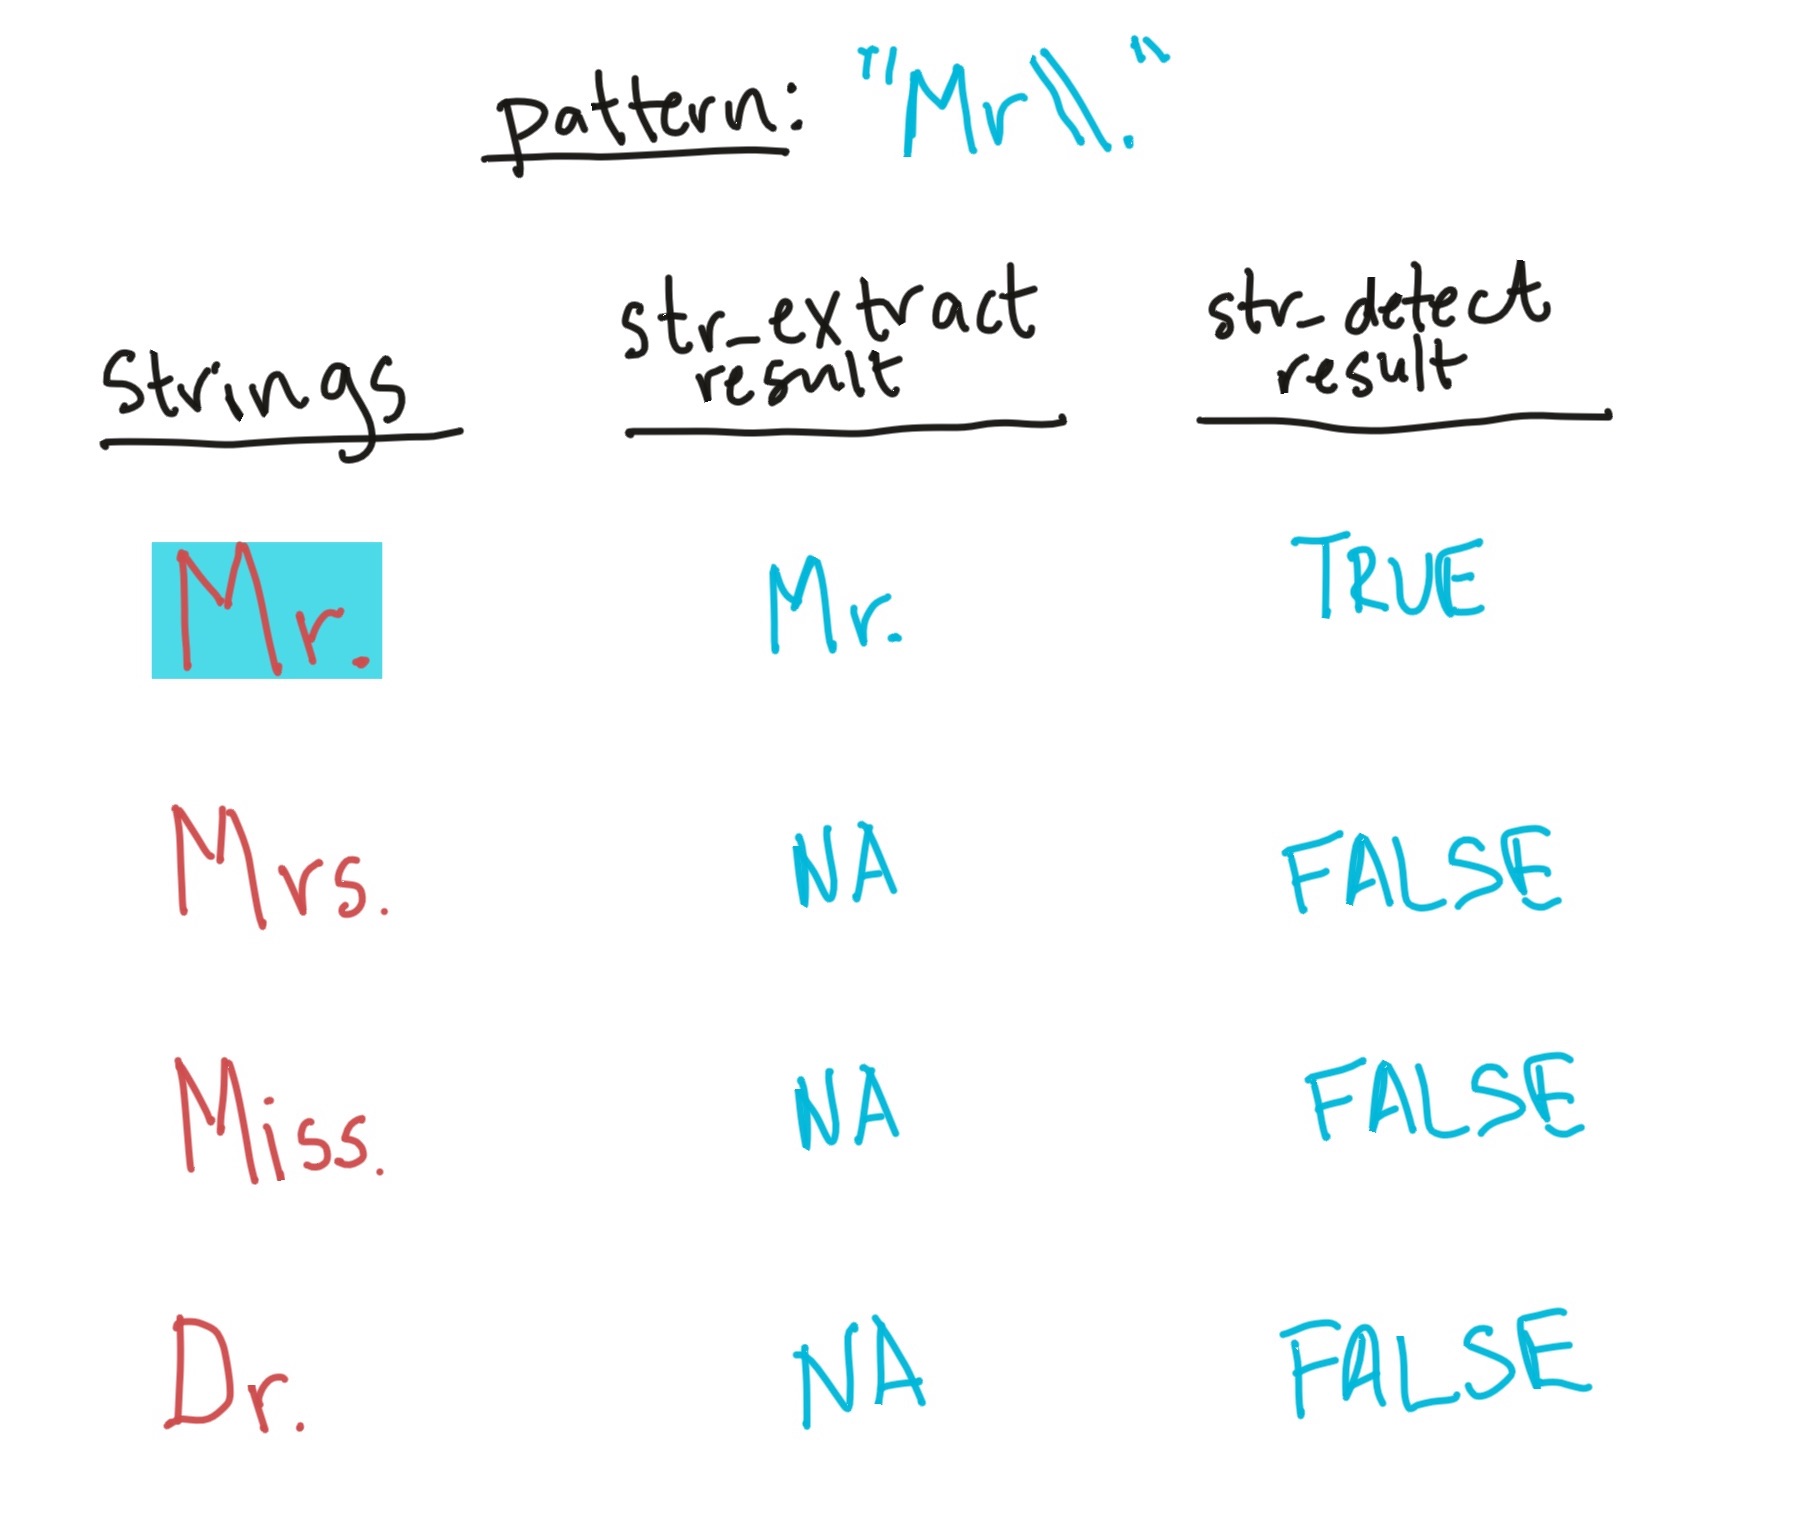 pattern: "Mr\\."
strings str_extract result str_detect result
Mr. Mr. TRUE
Mrs. NA FALSE
Miss. NA FALSE
Dr. NA FALSE